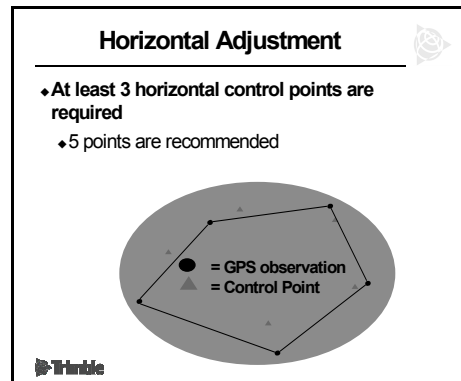 Horizontal Adjustment
At least 3 horizontal control points are
required
5 points are recommended
= GPS observation
= Control Point
Trimble